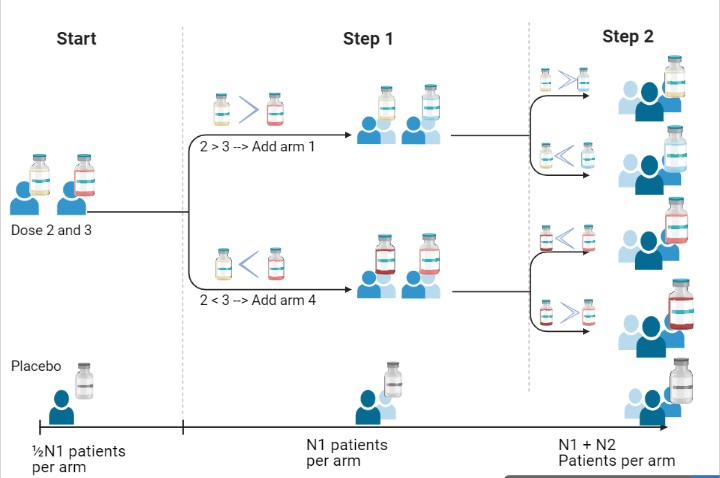 Start
Step 1
Step 2
2 > 3 --> Add arm 1
Dose 2 and 3
2 < 3 --> Add arm 4
Placebo
½N1 patients
per arm
N1 patients
per arm
N1 + N2
Patients per arm